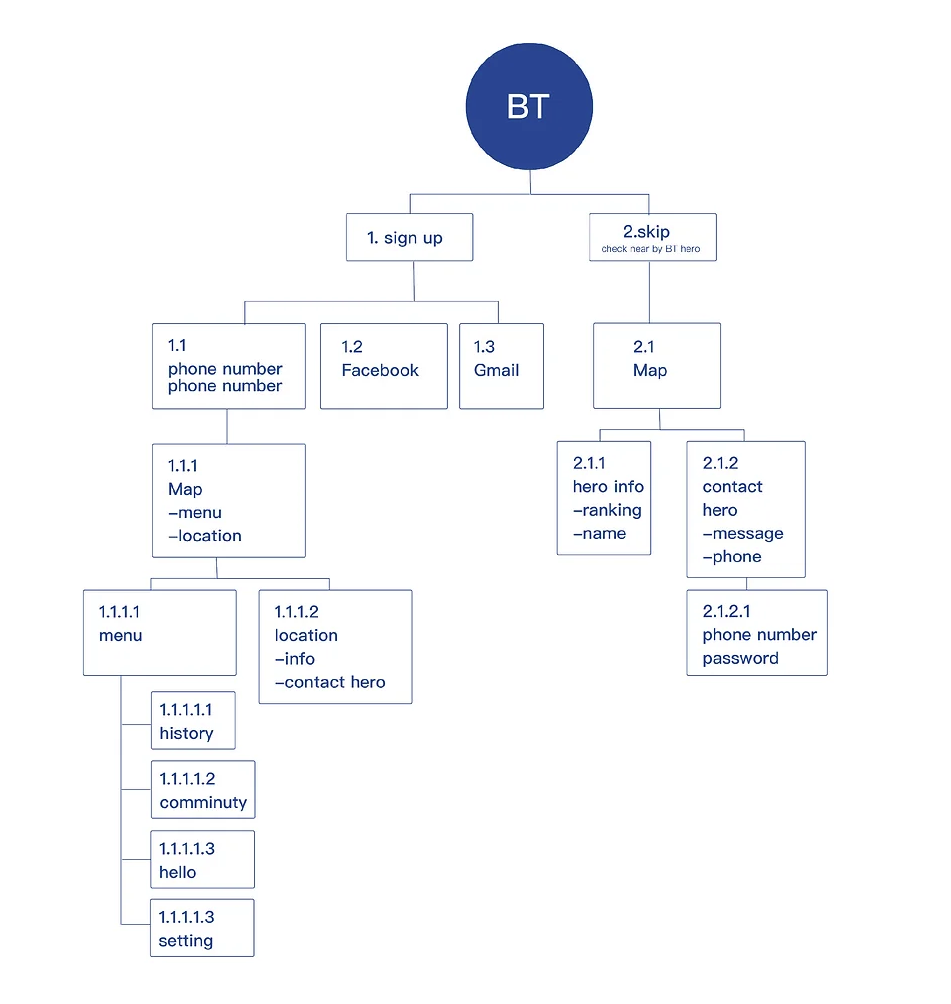 BT
1. sign up
2.skip
check near by BT hero
1.1
phone number
phone number
1.2
Facebook
1.3
Gmail
2.1
Map
1.1.1
Map
–menu
–location
2.1.1
hero info
–ranking
–name
2.1.2
contact
hero
–message
–phone
1.1.1.1
menu
1.1.1.2
location
–info
–contact hero
2.1.2.1
phone number
password
1.1.1.1.1
history
1.1.1.1.2
comminuty
1.1.1.1.3
hello
1.1.1.1.3
setting